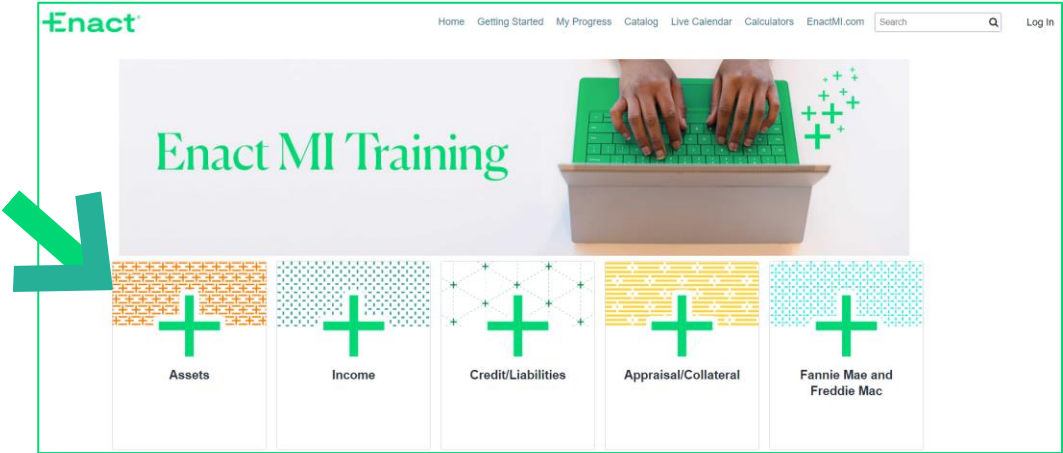 Enact
Home Getting Started My Progress Catalog Live Calendar Calculators EnactMI.com Search Log In
Enact MI Training
Assets
Income
Credit/Liabilities
Appraisal/Collateral
Fannie Mae and
Freddie Mac